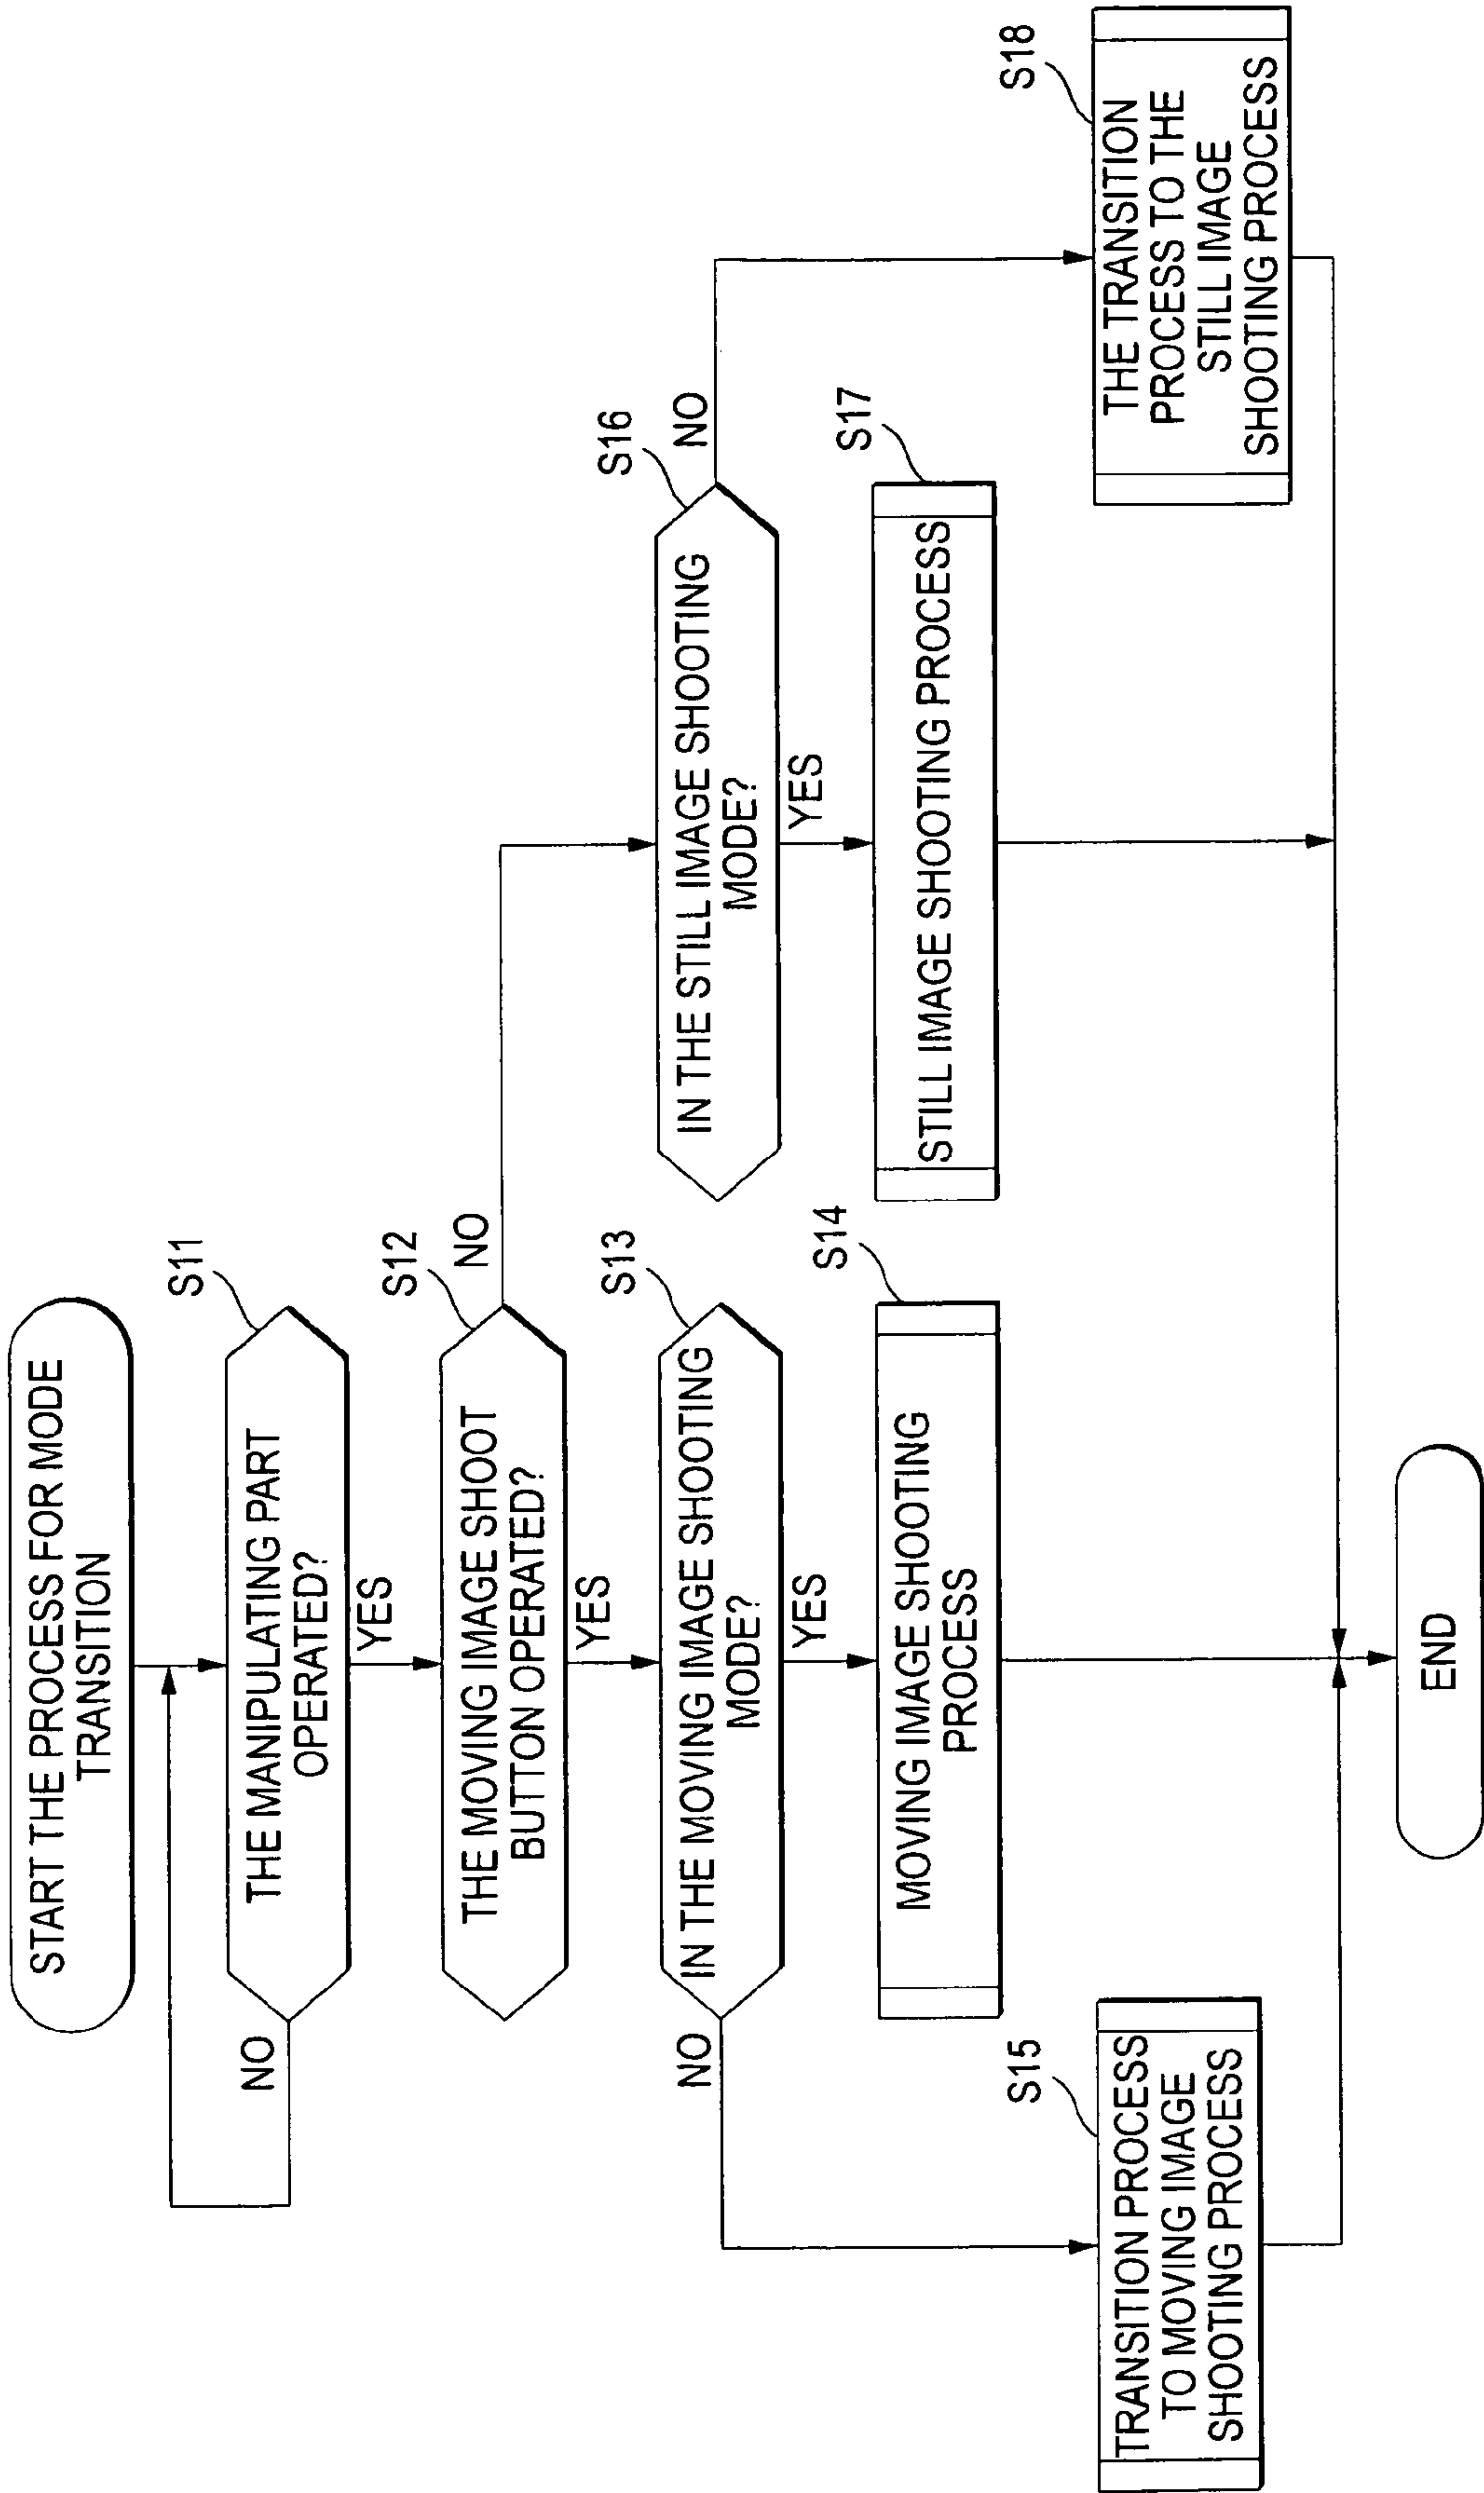 START THE PROCESS FOR MODE
TRANSITION
S11
THE MANIPULATING PART
OPERATED?
NO
YES
S12
THE MOVING IMAGE SHOOT
BUTTON OPERATED?
NO
YES
S13
IN THE MOVING IMAGE SHOOTING
MODE?
NO
YES
S14
MOVING IMAGE SHOOTING
PROCESS
S15
TRANSITION PROCESS
TO MOVING IMAGE
SHOOTING PROCESS
S16
IN THE STILL IMAGE SHOOTING
MODE?
NO
YES
S17
STILL IMAGE SHOOTING PROCESS
S18
THE TRANSITION
PROCESS TO THE
STILL IMAGE
SHOOTING PROCESS
END